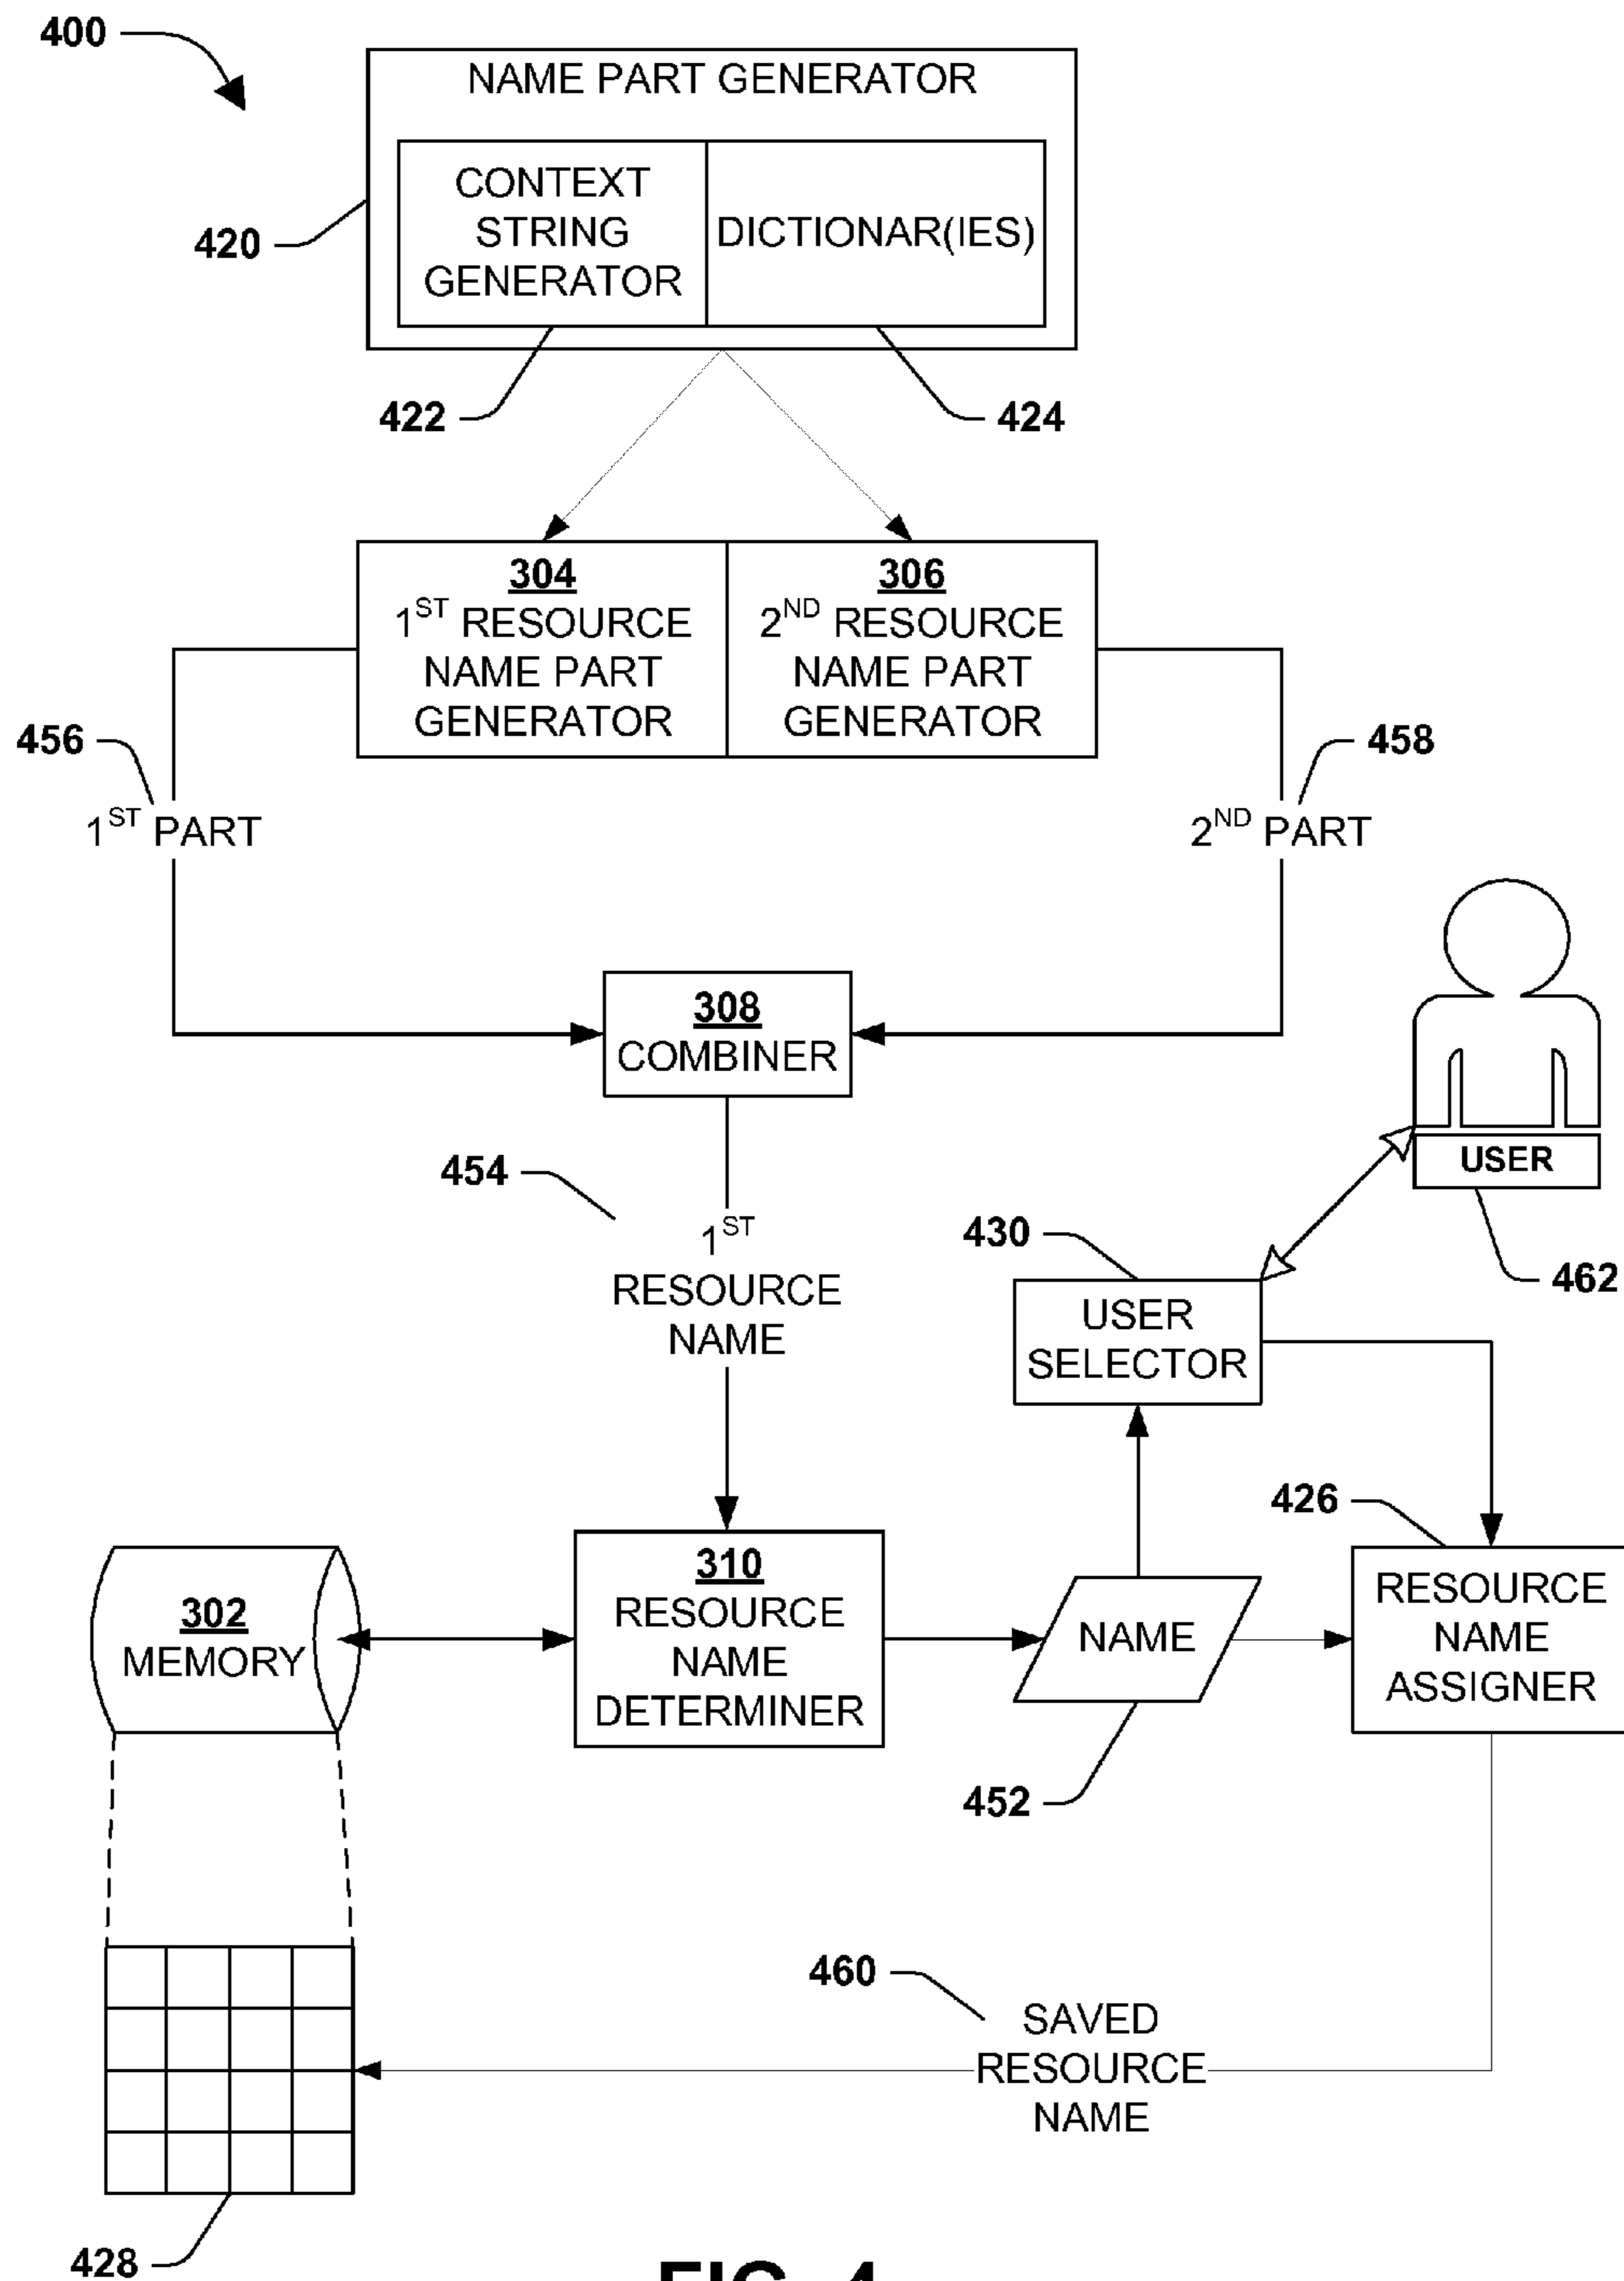 400
NAME PART GENERATOR
CONTEXT
STRING
GENERATOR
DICTIONAR(IES)
420
422
424
304
1ST RESOURCE
NAME PART
GENERATOR
306
2ND RESOURCE
NAME PART
GENERATOR
456
1ST PART
458
2ND PART
308
COMBINER
454
1ST
RESOURCE
NAME
USER
462
430
USER
SELECTOR
426
302
MEMORY
310
RESOURCE
NAME
DETERMINER
NAME
RESOURCE
NAME
ASSIGNER
452
460
SAVED
RESOURCE
NAME
428
FIG. 4